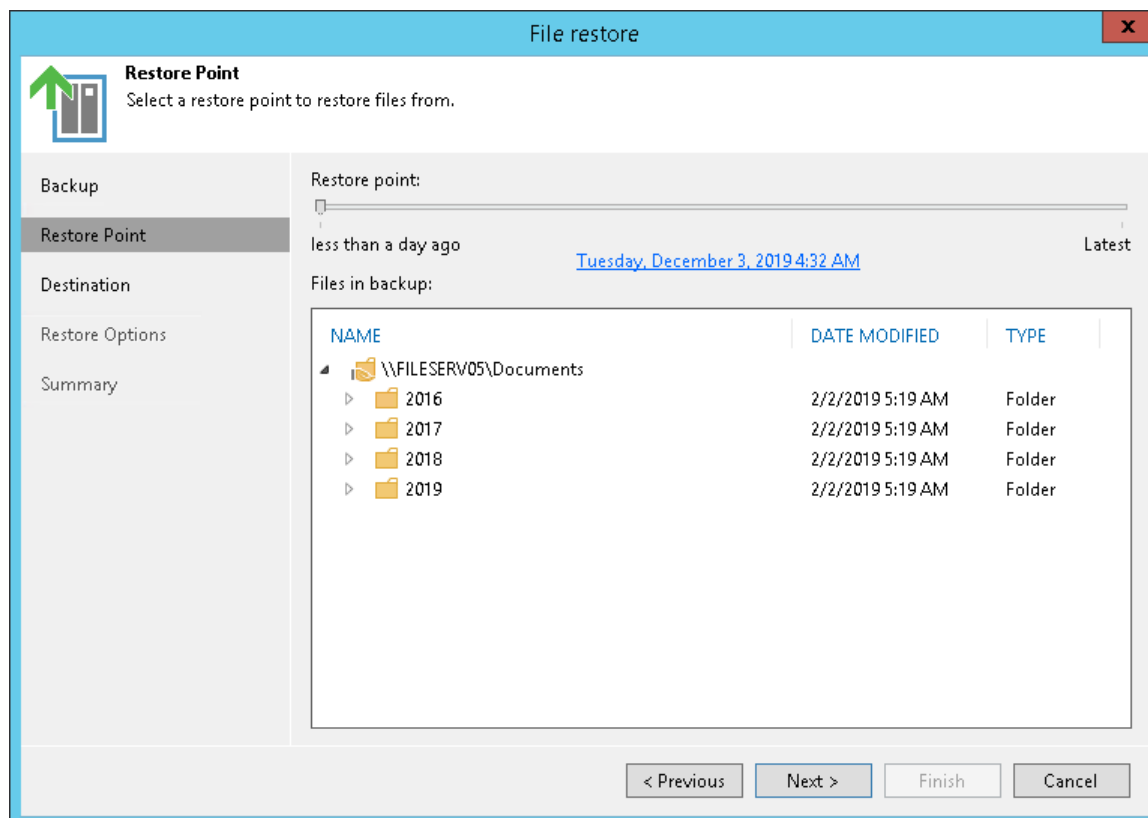 File restore
x
Restore Point
Select a restore point to restore files from.
Backup
Restore Point
Destination
Restore Options
Summary
Restore point:
less than a day ago
Latest
Tuesday, December 3, 2019 4:32 AM
Files in backup:
NAME DATE MODIFIED TYPE
\\FILESERV05\Documents
2016 2/2/2019 5:19 AM Folder
2017 2/2/2019 5:19 AM Folder
2018 2/2/2019 5:19 AM Folder
2019 2/2/2019 5:19 AM Folder
< Previous Next > Finish Cancel